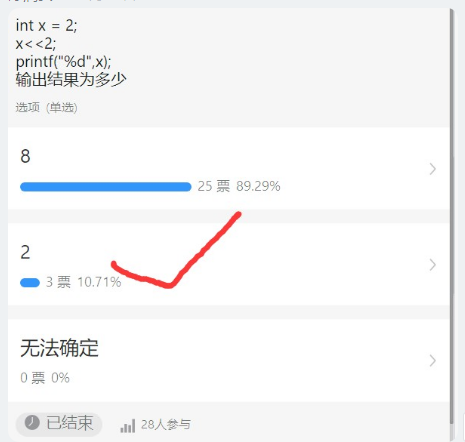 int x = 2;
x<<2;
printf("%d",x);
输出结果为多少
选项 (单选)
8
25 票 89.29%
2
3 票 10.71%
无法确定
0 票 0%
已结束 28人参与